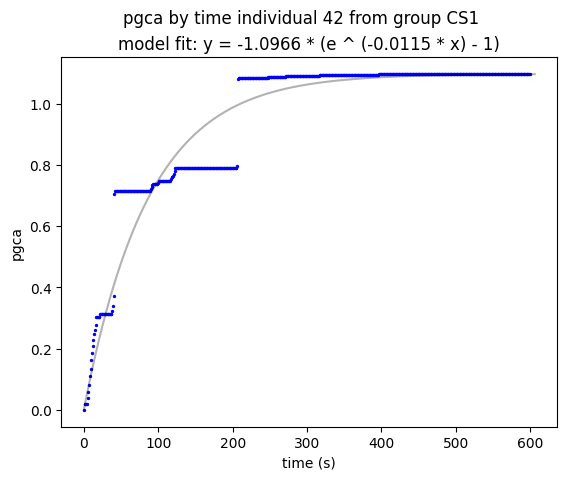 pgca by time individual 42 from group CS1
model fit: y = -1.0966 * (e ^ (-0.0115 * x) - 1)
1.0
0.8
0.6
0.4
0.2
0.0
pgca
0 100 200 300 400 500 600
time (s)